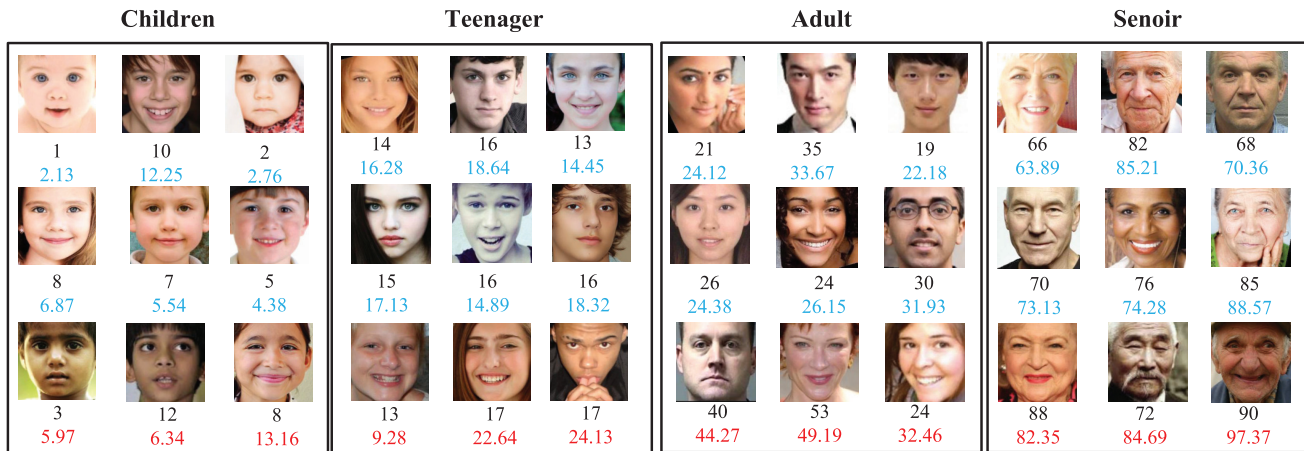 Children Teenager Adult Senoir
1 10 2 14 16 13 21 35 19 66 82 68
2.13 12.25 2.76 16.28 18.64 14.45 24.12 33.67 22.18 63.89 85.21 70.36
8 7 5 15 16 16 26 24 30 70 76 85
6.87 5.54 4.38 17.13 14.89 18.32 24.38 26.15 31.93 73.13 74.28 88.57
3 12 8 13 17 17 40 53 24 88 72 90
5.97 6.34 13.16 9.28 22.64 24.13 44.27 49.19 32.46 82.35 84.69 97.37